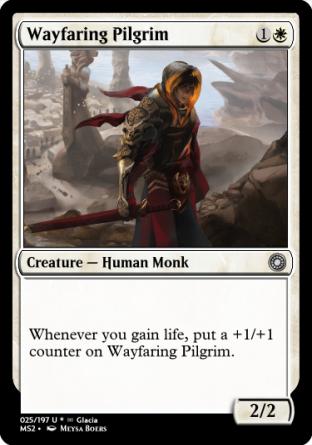 Wayfaring Pilgrim 1
Creature — Human Monk
Whenever you gain life, put a +1/+1
counter on Wayfaring Pilgrim.
2/2
025/197 U * ∞ Glacia
MS2 • Meysa Boers